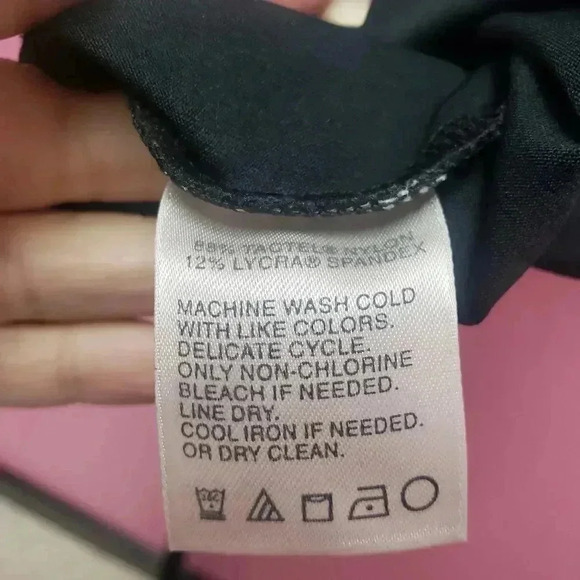 88% TACTEL® NYLON
12% LYCRA® SPANDEX
MACHINE WASH COLD
WITH LIKE COLORS.
DELICATE CYCLE.
ONLY NON-CHLORINE
BLEACH IF NEEDED.
LINE DRY.
COOL IRON IF NEEDED.
OR DRY CLEAN.